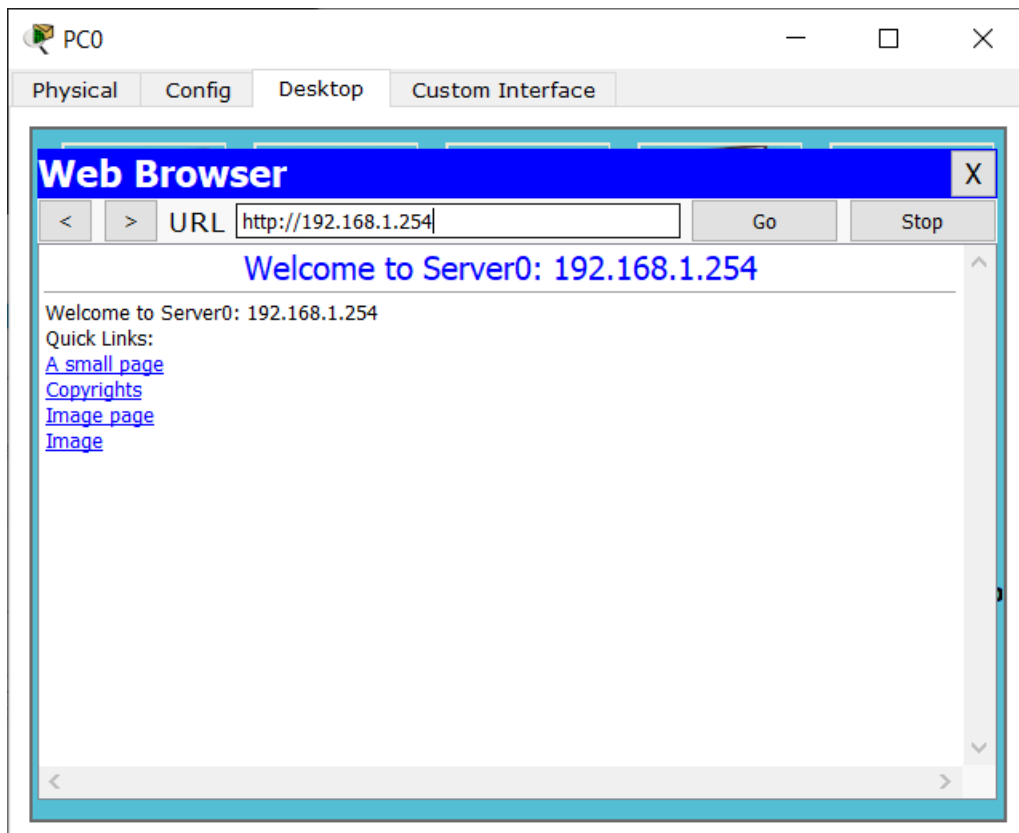 PC0
Physical Config Desktop Custom Interface
Web Browser X
< > URL http://192.168.1.254 Go Stop
Welcome to Server0: 192.168.1.254
Welcome to Server0: 192.168.1.254
Quick Links:
A small page
Copyrights
Image page
Image